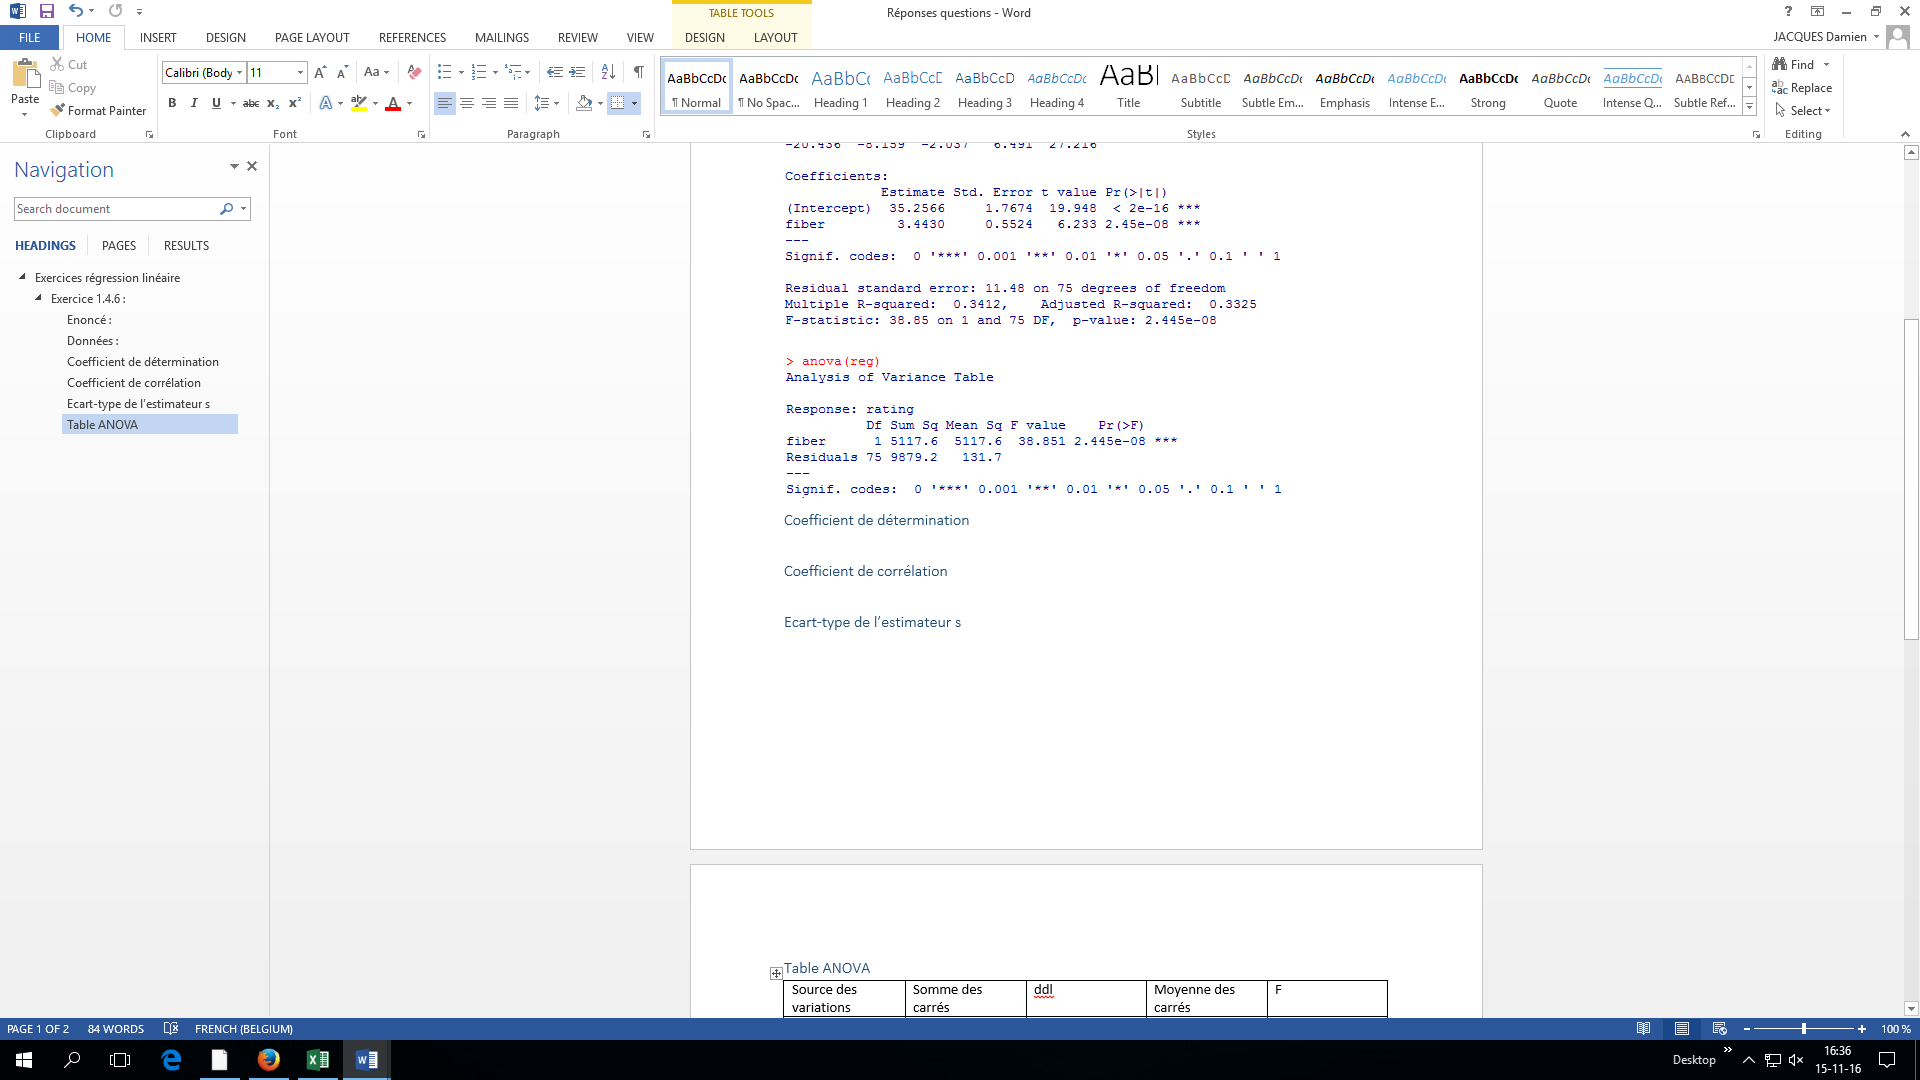 Réponses questions - Word
TABLE TOOLS
JACQUES Damien
FILE HOME INSERT DESIGN PAGE LAYOUT REFERENCES MAILINGS REVIEW VIEW DESIGN LAYOUT
Paste
Cut
Copy
Format Painter
Clipboard
Calibri (Body 11
Font
Paragraph
AaBbCcDc AaBbCcDc AaBbC AaBbCcD AaBbCcD AaBbCcDc AaBl AaBbCcD AaBbCcDc AaBbCcDc AaBbCcDc AaBbCcDc AaBbCcDc AaBbCcDc AABBCCDE
¶ Normal ¶ No Spac... Heading 1 Heading 2 Heading 3 Heading 4 Title Subtitle Subtle Em... Emphasis Intense E... Strong Quote Intense Q... Subtle Ref...
Styles
Find
Replace
Select
Editing
Navigation
Search document
HEADINGS PAGES RESULTS
Exercices régression linéaire
Exercice 1.4.6 :
Enoncé :
Données :
Coefficient de détermination
Coefficient de corrélation
Ecart-type de l'estimateur s
Table ANOVA
-20.436 -8.159 -2.037 6.491 27.216
Coefficients:
Estimate Std. Error t value Pr(>|t|)
(Intercept) 35.2566 1.7674 19.948 < 2e-16 ***
fiber 3.4430 0.5524 6.233 2.45e-08 ***
---
Signif. codes: 0 '***' 0.001 '**' 0.01 '*' 0.05 '.' 0.1 ' ' 1
Residual standard error: 11.48 on 75 degrees of freedom
Multiple R-squared: 0.3412, Adjusted R-squared: 0.3325
F-statistic: 38.85 on 1 and 75 DF, p-value: 2.445e-08
> anova(reg)
Analysis of Variance Table
Response: rating
Df Sum Sq Mean Sq F value Pr(>F)
fiber 1 5117.6 5117.6 38.851 2.445e-08 ***
Residuals 75 9879.2 131.7
---
Signif. codes: 0 '***' 0.001 '**' 0.01 '*' 0.05 '.' 0.1 ' ' 1
Coefficient de détermination
Coefficient de corrélation
Ecart-type de l'estimateur s
Table ANOVA
Source des variations
Somme des carrés
ddl
Moyenne des carrés
F
PAGE 1 OF 2 84 WORDS FRENCH (BELGIUM)
100 %
Desktop
16:36
15-11-16